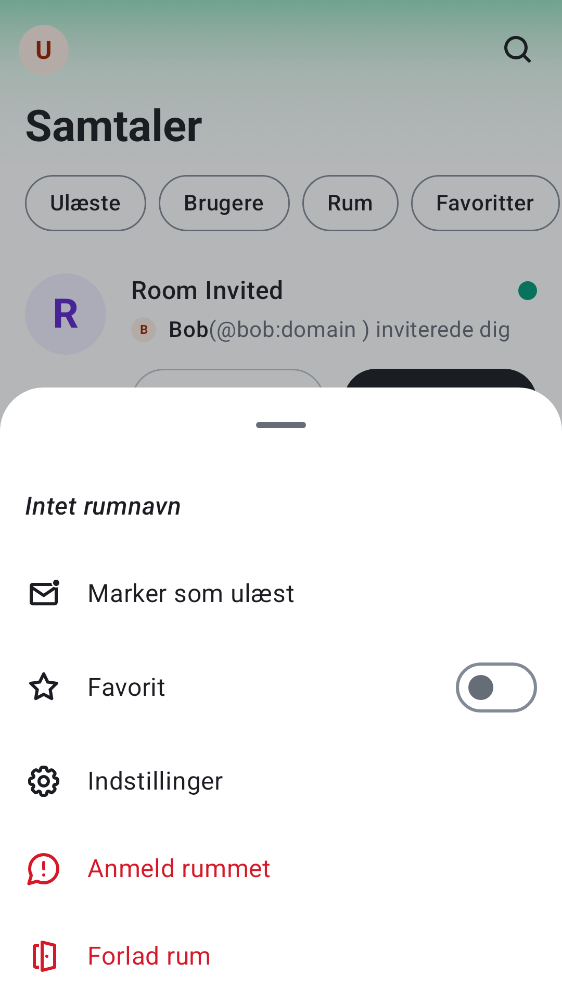 U
Samtaler
Ulæste Brugere Rum Favoritter
R
Room Invited
B Bob(@bob:domain ) inviterede dig
Intet rumnavn
Marker som ulæst
Favorit
Indstillinger
Anmeld rummet
Forlad rum